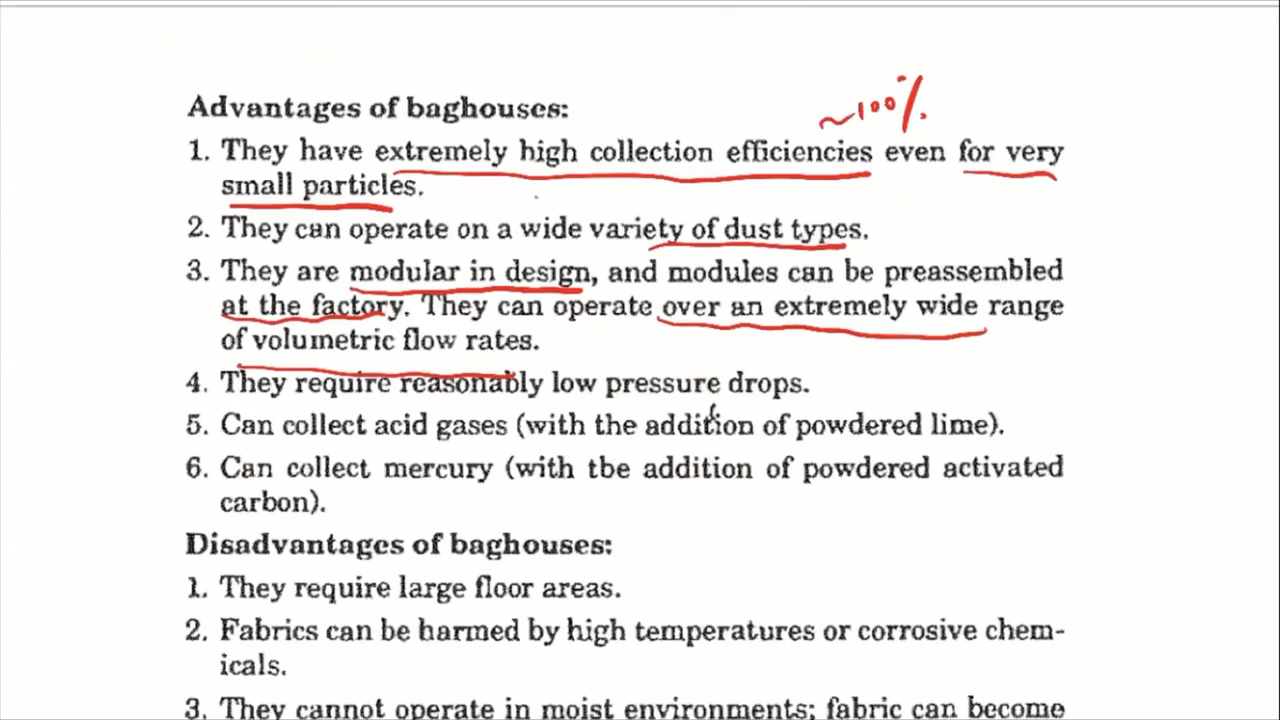 ~100%
Advantages of baghouses:
1. They have extremely high collection efficiencies even for very
small particles.
2. They can operate on a wide variety of dust types.
3. They are modular in design, and modules can be preassembled
at the factory. They can operate over an extremely wide range
of volumetric flow rates.
4. They require reasonably low pressure drops.
5. Can collect acid gases (with the addition of powdered lime).
6. Can collect mercury (with tbe addition of powdered activated
carbon).
Disadvantages of baghouses:
1. They require large floor areas.
2. Fabrics can be harmed by high temperatures or corrosive chem-
icals.
3. They cannot operate in moist environments; fabric can become